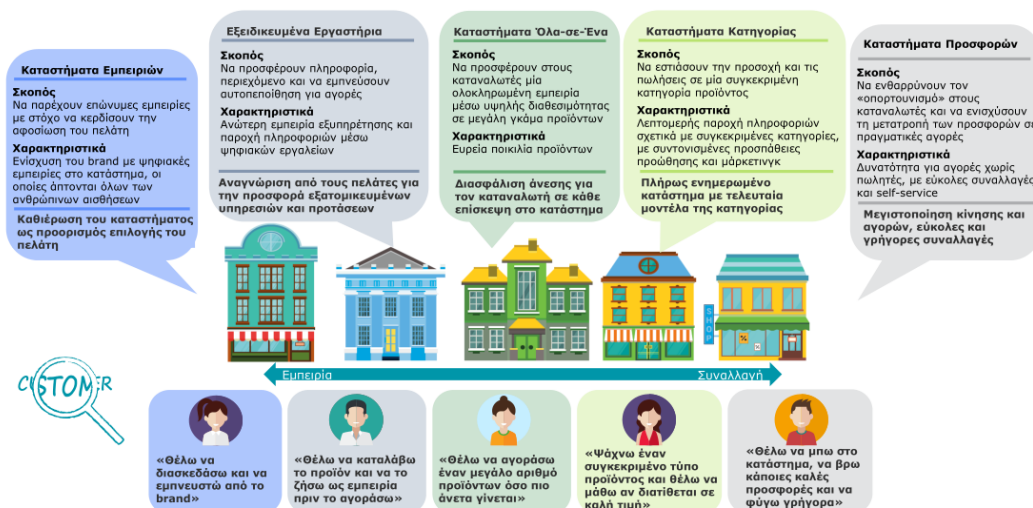 Καταστήματα Εμπειριών
Σκοπός
Να παρέχουν επώνυμες εμπειρίες
με στόχο να κερδίσουν την
αφοσίωση του πελάτη
Χαρακτηριστικά
Ενίσχυση του brand με ψηφιακές
εμπειρίες στο κατάστημα, οι
οποίες άπτονται όλων των
ανθρώπινων αισθήσεων
Καθιέρωση του καταστήματος
ως προορισμός επιλογής του
πελάτη
Εξειδικευμένα Εργαστήρια
Σκοπός
Να προσφέρουν πληροφορία,
περιεχόμενο και να εμπνεύσουν
αυτοπεποίθηση για αγορές
Χαρακτηριστικά
Ανώτερη εμπειρία εξυπηρέτησης και
παροχή πληροφοριών μέσω
ψηφιακών εργαλείων
Αναγνώριση από τους πελάτες για
την προσφορά εξατομικευμένων
υπηρεσιών και προτάσεων
Καταστήματα Όλα-σε-Ένα
Σκοπός
Να προσφέρουν στους
καταναλωτές μία
ολοκληρωμένη εμπειρία
μέσω υψηλής διαθεσιμότητας
σε μεγάλη γκάμα προϊόντων
Χαρακτηριστικά
Ευρεία ποικιλία προϊόντων
Διασφάλιση άνεσης για
τον καταναλωτή σε κάθε
επίσκεψη στο κατάστημα
Καταστήματα Κατηγορίας
Σκοπός
Να εστιάσουν την προσοχή και τις
πωλήσεις σε μία συγκεκριμένη
κατηγορία προϊόντος
Χαρακτηριστικά
Λεπτομερής παροχή πληροφοριών
σχετικά με συγκεκριμένες κατηγορίες,
με συντονισμένες προσπάθειες
προώθησης και μάρκετινγκ
Πλήρως ενημερωμένο
κατάστημα με τελευταία
μοντέλα της κατηγορίας
Καταστήματα Προσφορών
Σκοπός
Να ενθαρρύνουν τον
«οπορτουνισμό» στους
καταναλωτές και να ενισχύσουν
τη μετατροπή των προσφορών σε
πραγματικές αγορές
Χαρακτηριστικά
Δυνατότητα για αγορές χωρίς
πωλητές, με εύκολες συναλλαγές
και self-service
Μεγιστοποίηση κίνησης και
αγορών, εύκολες και
γρήγορες συναλλαγές
SHOP
Εμπειρία
Συναλλαγή
CUSTOMER
«Θέλω να
διασκεδάσω και να
εμπνευστώ από το
brand»
«Θέλω να καταλάβω
το προϊόν και να το
ζήσω ως εμπειρία
πριν το αγοράσω»
«Θέλω να αγοράσω
έναν μεγάλο αριθμό
προϊόντων όσο πιο
άνετα γίνεται»
«Ψάχνω έναν
συγκεκριμένο τύπο
προϊόντος και θέλω να
μάθω αν διατίθεται σε
καλή τιμή»
«Θέλω να μπω στο
κατάστημα, να βρω
κάποιες καλές
προσφορές και να
φύγω γρήγορα»